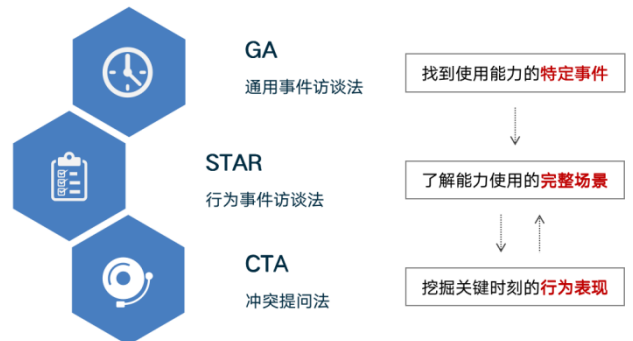 GA
通用事件访谈法
找到使用能力的特定事件
STAR
行为事件访谈法
了解能力使用的完整场景
CTA
冲突提问法
挖掘关键时刻的行为表现